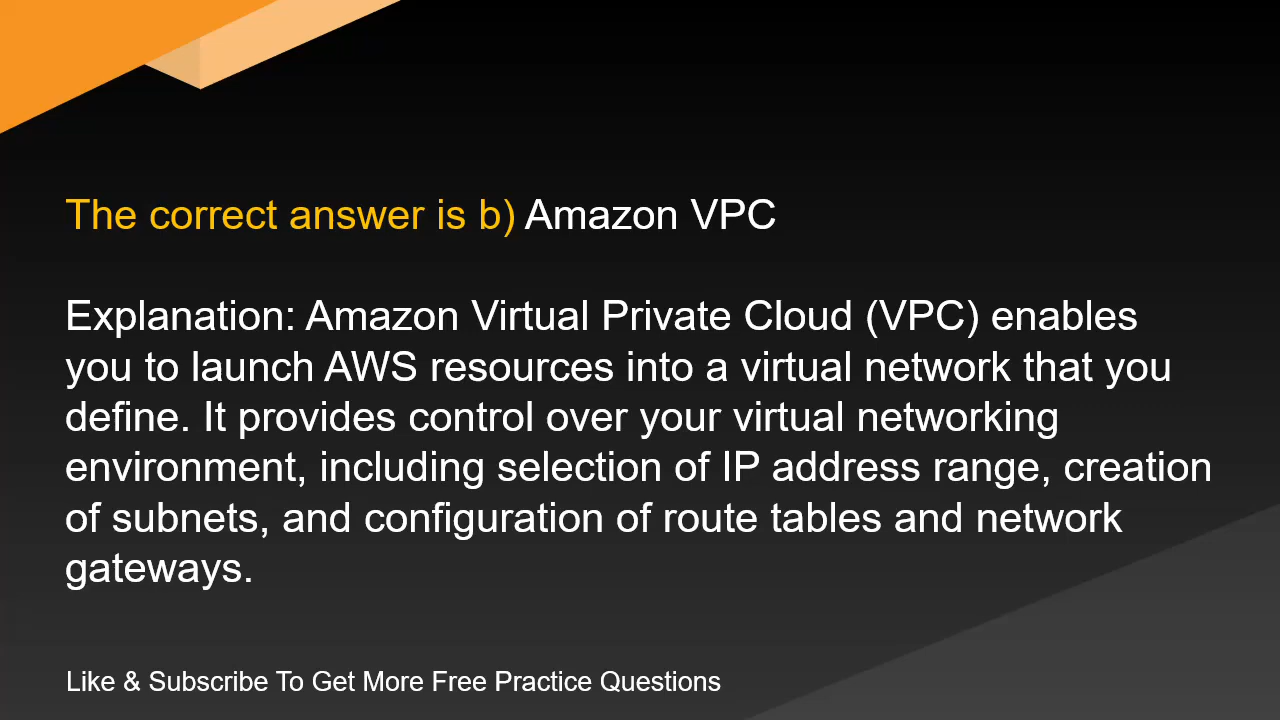 The correct answer is b) Amazon VPC
Explanation: Amazon Virtual Private Cloud (VPC) enables
you to launch AWS resources into a virtual network that you
define. It provides control over your virtual networking
environment, including selection of IP address range, creation
of subnets, and configuration of route tables and network
gateways.
Like & Subscribe To Get More Free Practice Questions